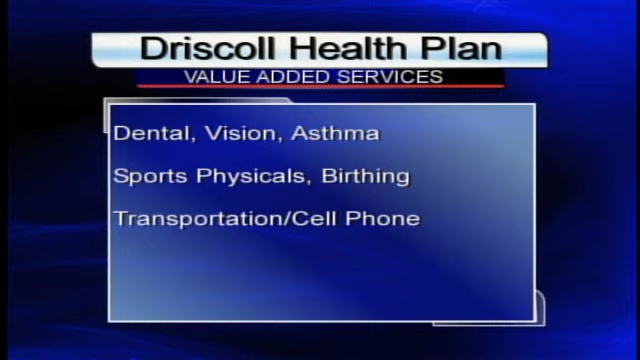 Driscoll Health Plan
VALUE ADDED SERVICES
Dental, Vision, Asthma
Sports Physicals, Birthing
Transportation/Cell Phone